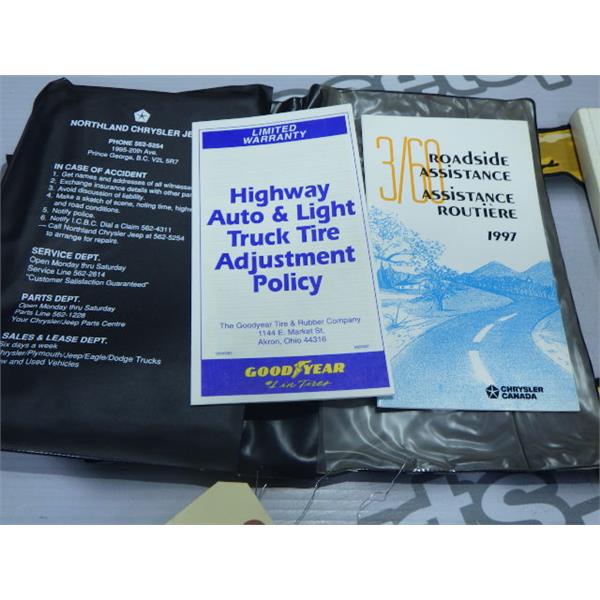 NORTHLAND CHRYSLER JE
PHONE 562-5254
1995-20th Ave.
Prince George, B.C. V2L 5R7
IN CASE OF ACCIDENT
1. Get names and addresses of all witnesses
2. Exchange insurance details with other
3. Avoid discussion of liability.
4. Make a sketch of scene, noting time, high
and road conditions.
5. Notify police.
6. Notify I.C.B.C. Dial a Claim 562-4311
— Call Northland Chrysler Jeep at 562-5254
to arrange for repairs.
SERVICE DEPT.
Open Monday thru Saturday
Service Line 562-2614
"Customer Satisfaction Guaranteed"
PARTS DEPT.
Open Monday thru Saturday
Parts Line 562-1228
Your Chrysler/Jeep Parts Centre
SALES & LEASE DEPT.
Six days a week
hrysler/Plymouth/Jeep/Eagle/Dodge Trucks
ew and Used Vehicles
LIMITED
WARRANTY
Highway
Auto & Light
Truck Tire
Adjustment
Policy
The Goodyear Tire & Rubber Company
1144 E. Market St.
Akron, Ohio 44316
GOODYEAR
#1 in Tires
3/60
ROADSIDE
ASSISTANCE
ASSISTANCE
ROUTIÈRE
1997
CHRYSLER
CANADA